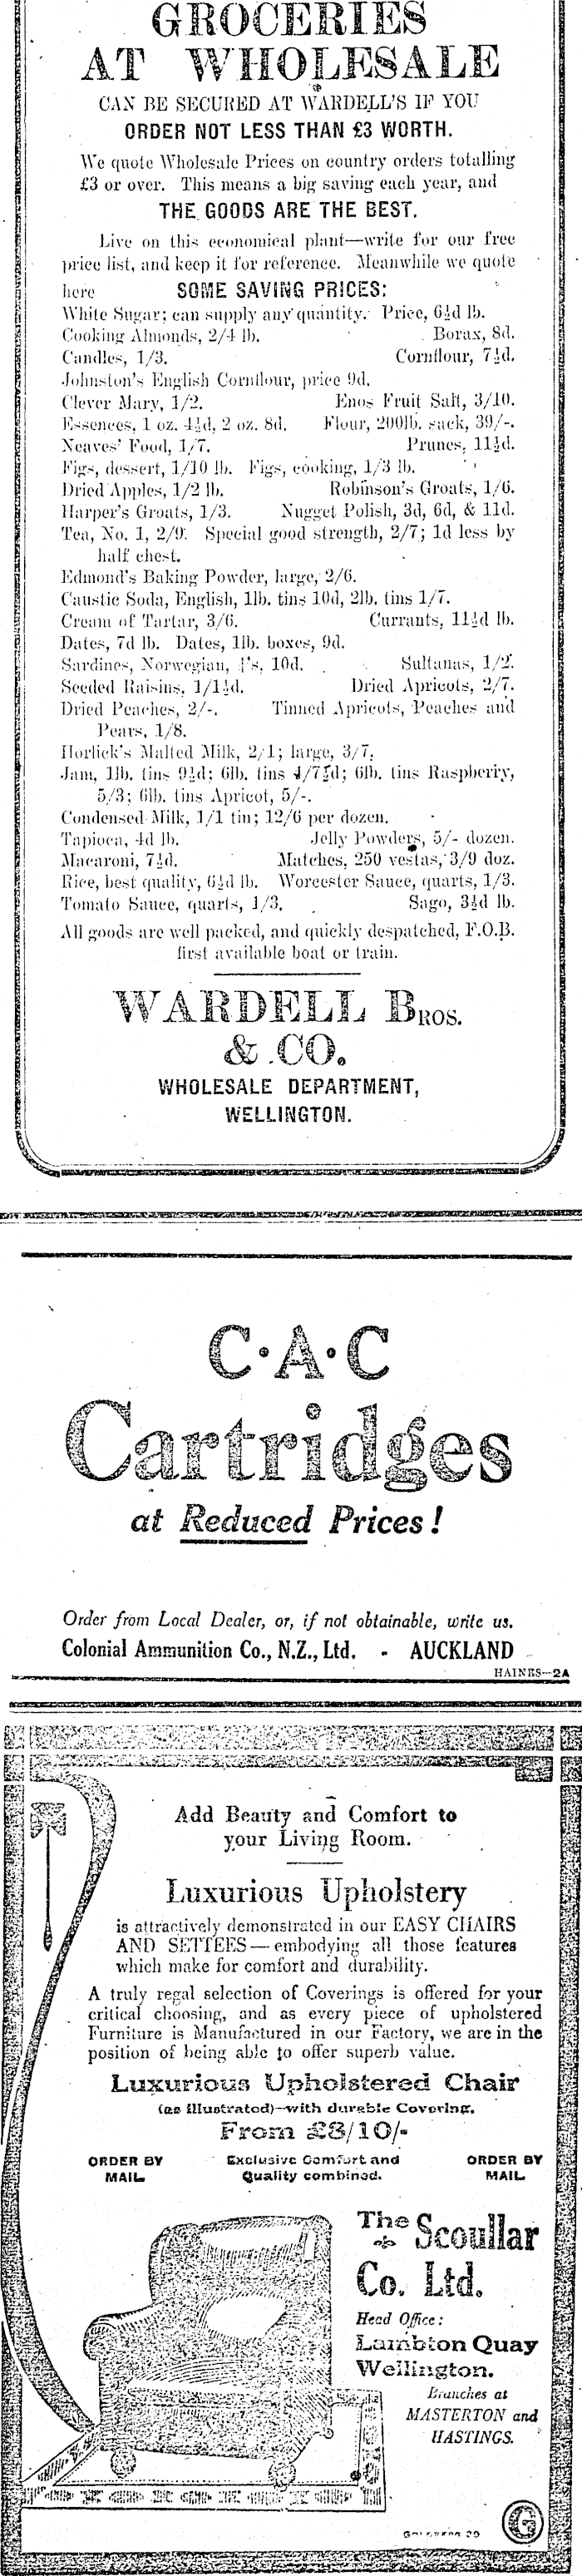 GROCERIES
AT WHOLESALE
CAN BE SECURED AT WARDELL'S IF YOU
ORDER NOT LESS THAN £3 WORTH.
We quote Wholesale Prices on country orders totalling
£3 or over. This means a big saving each year, and
THE GOODS ARE THE BEST.
Live on this economical plant—write for our free
price list, and keep it for reference. Meanwhile we quote
here SOME SAVING PRICES:
White Sugar; can supply any quantity. Price, 6½d lb.
Cooking Almonds, 2/4 lb. Borax, 8d.
Candles, 1/3. Cornflour, 7½d.
Johnston's English Cornflour, price 9d.
Clever Mary, 1/2. Enos Fruit Salt, 3/10.
Essences, 1 oz. 4½d, 2 oz. 8d. Flour, 200lb. sack, 39/-.
Neaves' Food, 1/7. Prunes, 11½d.
Figs, dessert, 1/10 lb. Figs, cooking, 1/3 lb.
Dried Apples, 1/2 lb. Robinson's Groats, 1/6.
Harper's Groats, 1/3. Nugget Polish, 3d, 6d, & 11d.
Tea, No. 1, 2/9. Special good strength, 2/7; 1d less by
half chest.
Edmond's Baking Powder, large, 2/6.
Caustic Soda, English, 1lb. tins 10d, 2lb. tins 1/7.
Cream of Tartar, 3/6. Currants, 11½d lb.
Dates, 7d lb. Dates, 1lb. boxes, 9d.
Sardines, Norwegian, 10d. Sultanas, 1/2.
Seeded Raisins, 1/1½d. Dried Apricots, 2/7.
Dried Peaches, 2/-. Tinned Apricots, Peaches and
Pears, 1/8.
Horlick's Malted Milk, 2/1; large, 3/7.
Jam, 1lb. tins 9½d; 6lb. tins 6lb. tins Raspberry,
5/3; 6lb. tins Apricot, 5/-.
Condensed Milk, 1/1 tin; 12/6 per dozen.
Tapioca, 4d lb. Jelly Powders, 5/- dozen.
Macaroni, 7½d. Matches, 250 vestas, 3/9 doz.
Rice, best quality, 6½d lb. Worcester Sauce, quarts, 1/3.
Tomato Sauce, quarts, 1/3. Sago, 3½d lb.
All goods are well packed, and quickly despatched, F.O.B.
first available boat or train.
WARDELL BROS.
& CO.
WHOLESALE DEPARTMENT,
WELLINGTON.
C·A·C
Cartridges
at Reduced Prices!
Order from Local Dealer, or, if not obtainable, write us.
Colonial Ammunition Co., N.Z., Ltd. - AUCKLAND
HAINES—2A
Add Beauty and Comfort to
your Living Room.
Luxurious Upholstery
is attractively demonstrated in our EASY CHAIRS
AND SETTEES—embodying all those features
which make for comfort and durability.
A truly regal selection of Coverings is offered for your
critical choosing, and as every piece of upholstered
Furniture is Manufactured in our Factory, we are in the
position of being able to offer superb value.
Luxurious Upholstered Chair
(as illustrated)—with durable Covering.
From £8/10/-
ORDER BY MAIL Exclusive Comfort and Quality combined. ORDER BY MAIL
The Scoullar
Co. Ltd.
Head Office:
Lambton Quay
Wellington.
Branches at
MASTERTON and
HASTINGS.
G